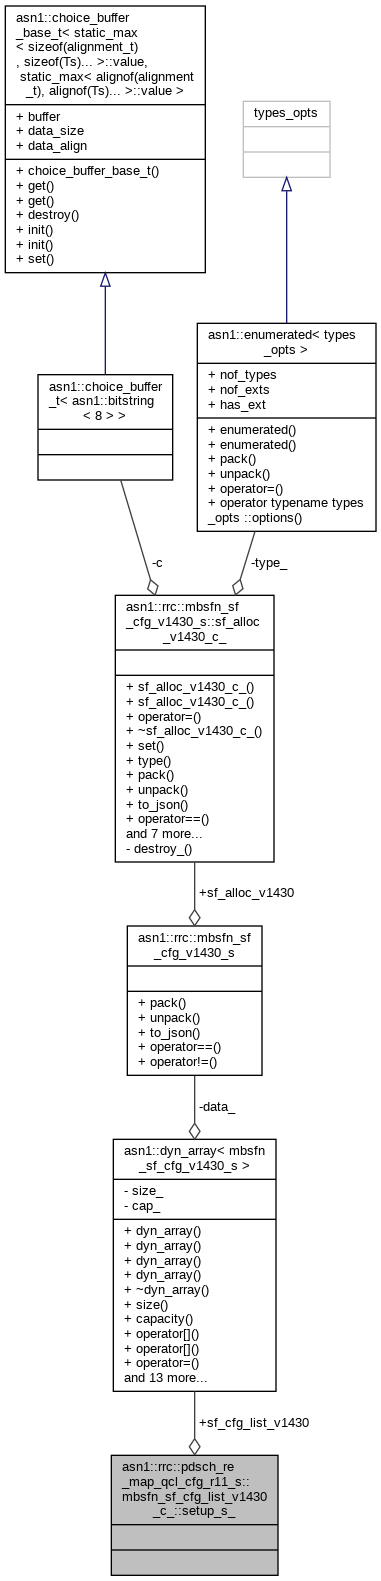 asn1::choice_buffer
_base_t< static_max
< sizeof(alignment_t)
, sizeof(Ts)... >::value,
static_max< alignof(alignment
_t), alignof(Ts)... >::value >
+ buffer
+ data_size
+ data_align
+ choice_buffer_base_t()
+ get()
+ get()
+ destroy()
+ init()
+ init()
+ set()
types_opts
asn1::enumerated< types
_opts >
+ nof_types
+ nof_exts
+ has_ext
+ enumerated()
+ enumerated()
+ pack()
+ unpack()
+ operator=()
+ operator typename types
_opts ::options()
asn1::choice_buffer
_t< asn1::bitstring
< 8 > >
-c
-type_
asn1::rrc::mbsfn_sf
_cfg_v1430_s::sf_alloc
_v1430_c_
+ sf_alloc_v1430_c_()
+ sf_alloc_v1430_c_()
+ operator=()
+ ~sf_alloc_v1430_c_()
+ set()
+ type()
+ pack()
+ unpack()
+ to_json()
+ operator==()
and 7 more...
- destroy_()
+sf_alloc_v1430
asn1::rrc::mbsfn_sf
_cfg_v1430_s
+ pack()
+ unpack()
+ to_json()
+ operator==()
+ operator!=()
-data_
asn1::dyn_array< mbsfn
_sf_cfg_v1430_s >
- size_
- cap_
+ dyn_array()
+ dyn_array()
+ dyn_array()
+ dyn_array()
+ ~dyn_array()
+ size()
+ capacity()
+ operator[]()
+ operator[]()
+ operator=()
and 13 more...
+sf_cfg_list_v1430
asn1::rrc::pdsch_re
_map_qcl_cfg_r11_s::
mbsfn_sf_cfg_list_v1430
_c_::setup_s_